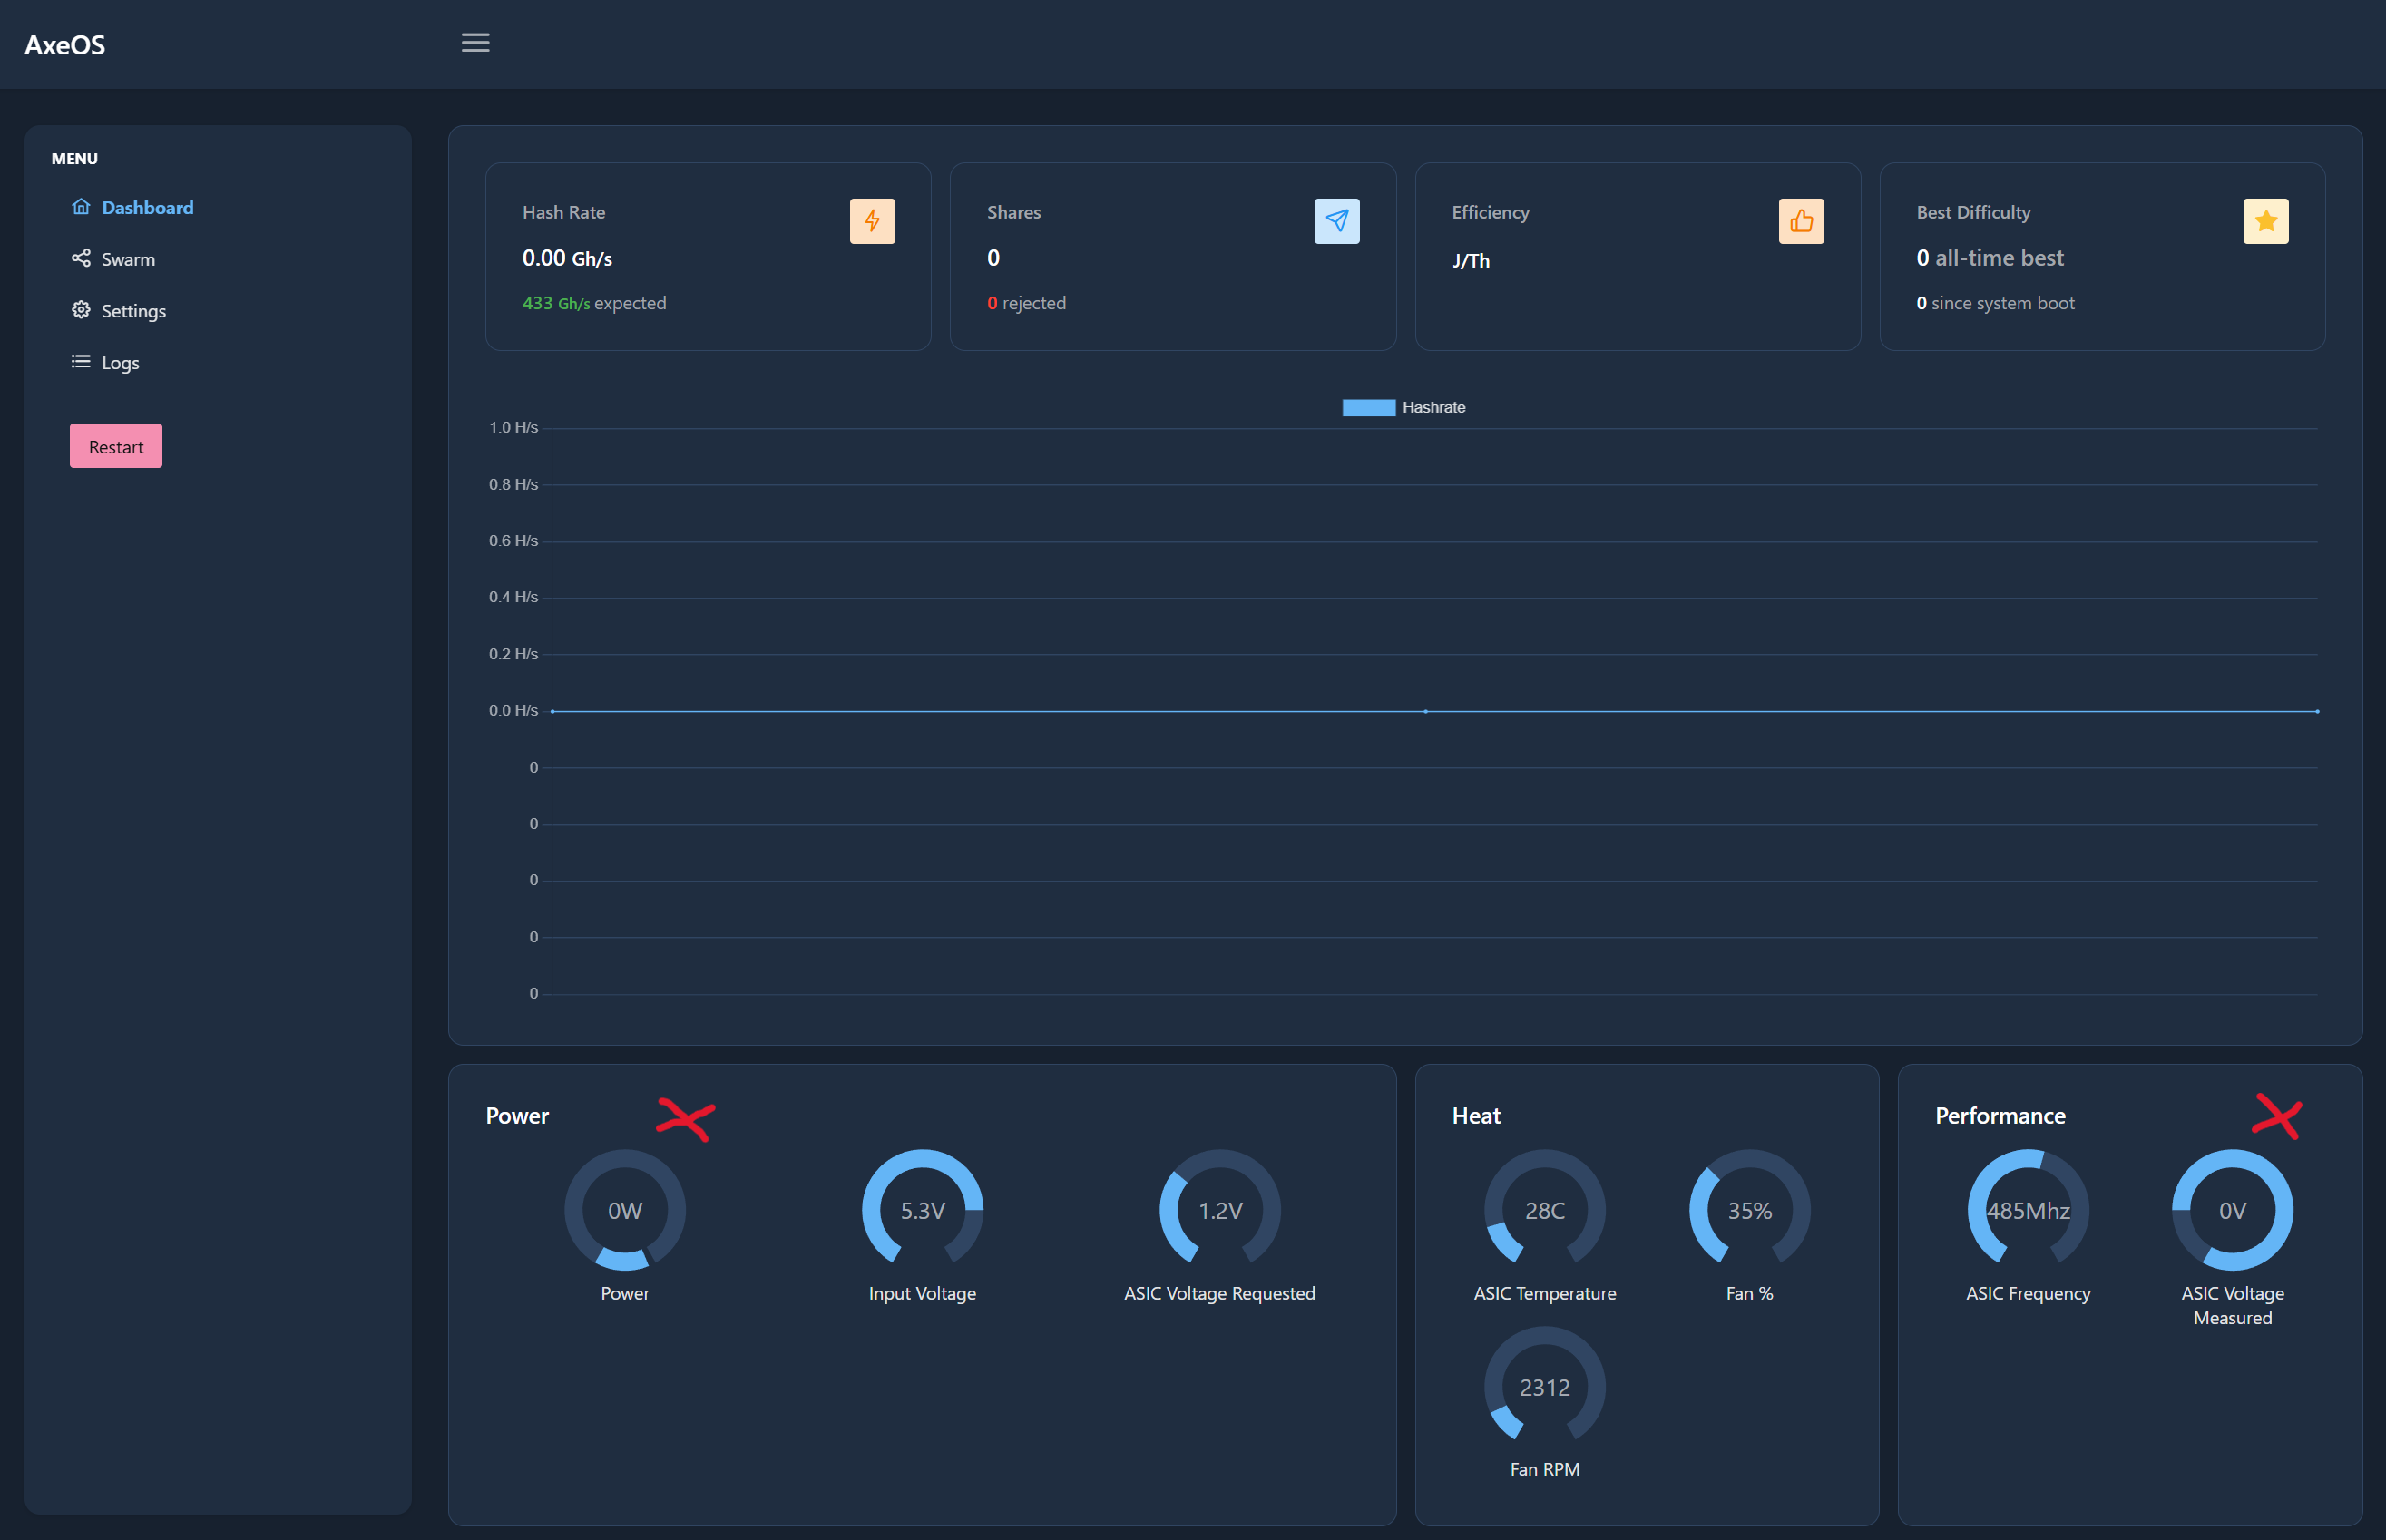 AxeOS
MENU
Dashboard
Swarm
Settings
Logs
Restart
Hash Rate
0.00 Gh/s
433 Gh/s expected
Shares
0
0 rejected
Efficiency
J/Th
Best Difficulty
0 all-time best
0 since system boot
Hashrate
1.0 H/s
0.8 H/s
0.6 H/s
0.4 H/s
0.2 H/s
0.0 H/s
0
0
0
0
0
Power
0W
Power
5.3V
Input Voltage
1.2V
ASIC Voltage Requested
Heat
28C
ASIC Temperature
35%
Fan %
2312
Fan RPM
Performance
485Mhz
ASIC Frequency
0V
ASIC Voltage
Measured